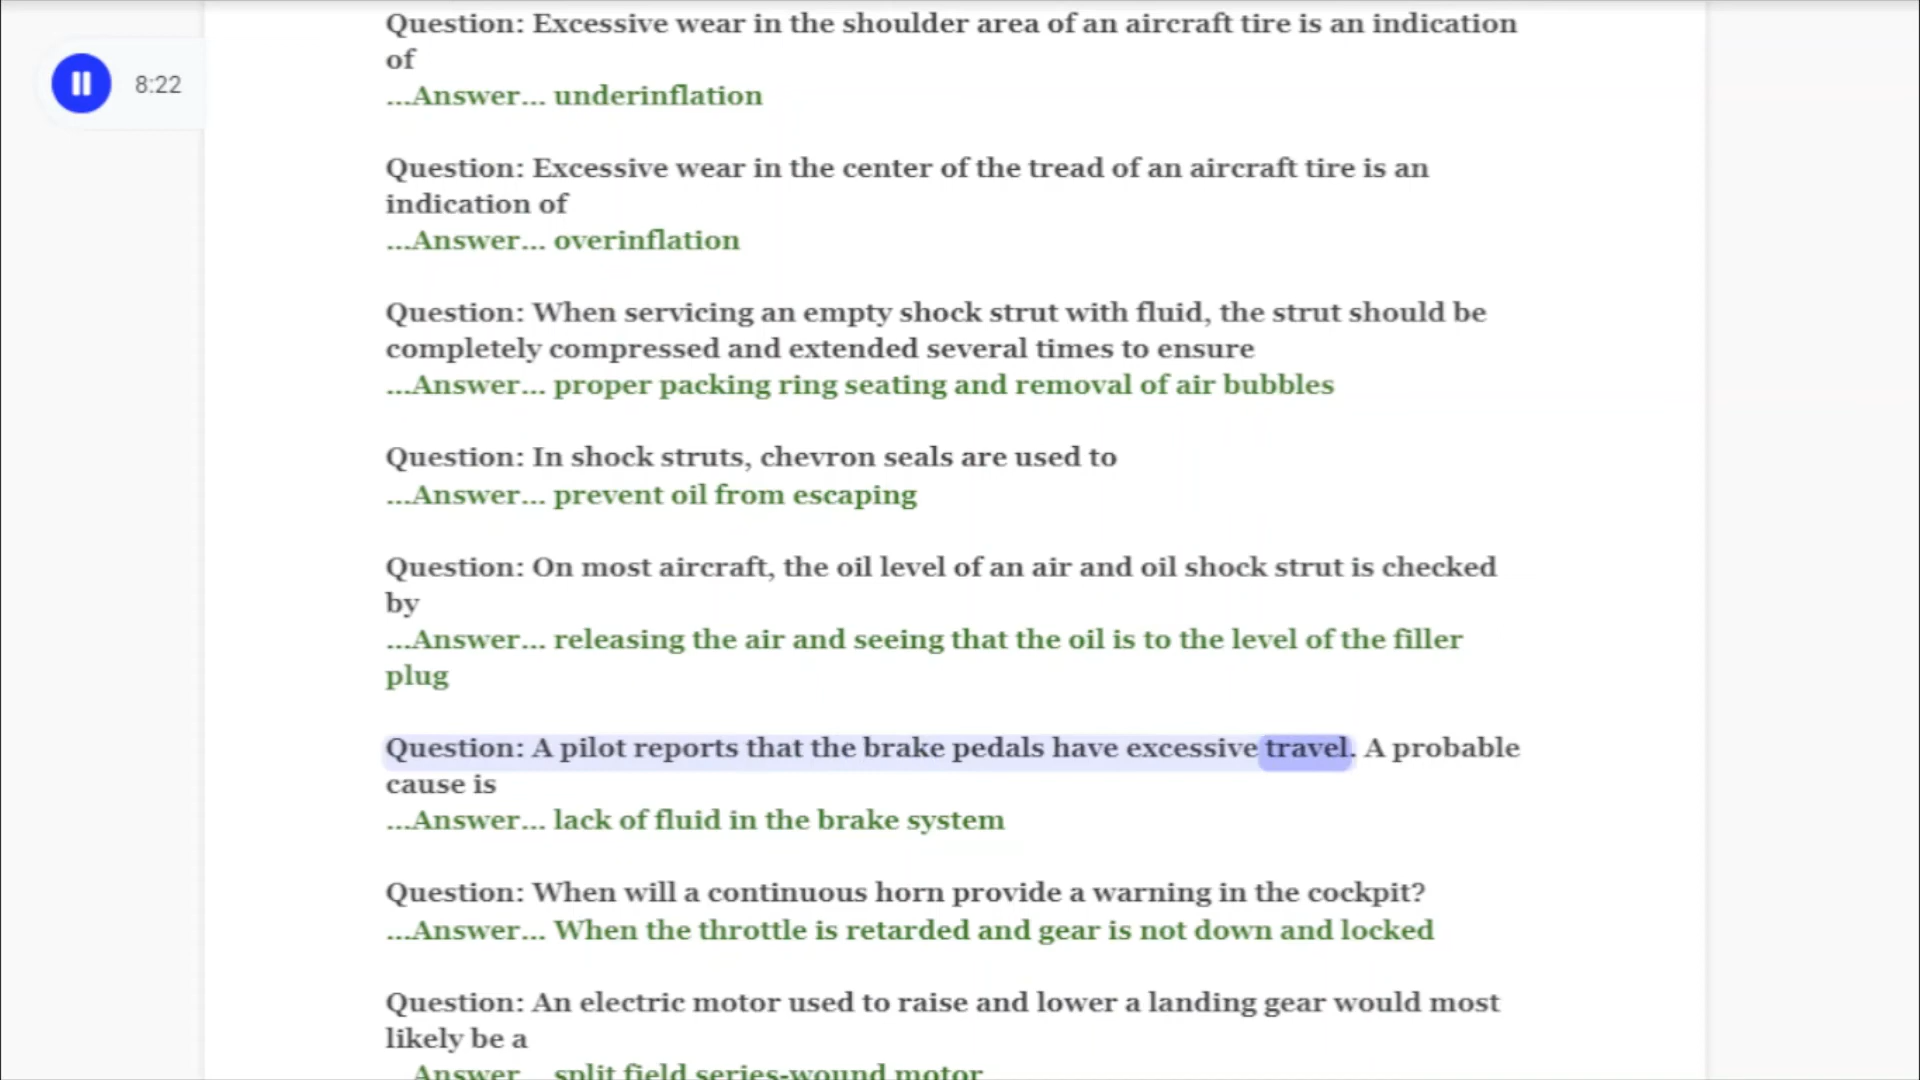 Question: Excessive wear in the shoulder area of an aircraft tire is an indication
of
...Answer... underinflation
8:22
Question: Excessive wear in the center of the tread of an aircraft tire is an
indication of
...Answer... overinflation
Question: When servicing an empty shock strut with fluid, the strut should be
completely compressed and extended several times to ensure
...Answer... proper packing ring seating and removal of air bubbles
Question: In shock struts, chevron seals are used to
...Answer... prevent oil from escaping
Question: On most aircraft, the oil level of an air and oil shock strut is checked
by
...Answer... releasing the air and seeing that the oil is to the level of the filler
plug
Question: A pilot reports that the brake pedals have excessive travel. A probable
cause is
...Answer... lack of fluid in the brake system
Question: When will a continuous horn provide a warning in the cockpit?
...Answer... When the throttle is retarded and gear is not down and locked
Question: An electric motor used to raise and lower a landing gear would most
likely be a
...Answer... split field series-wound motor